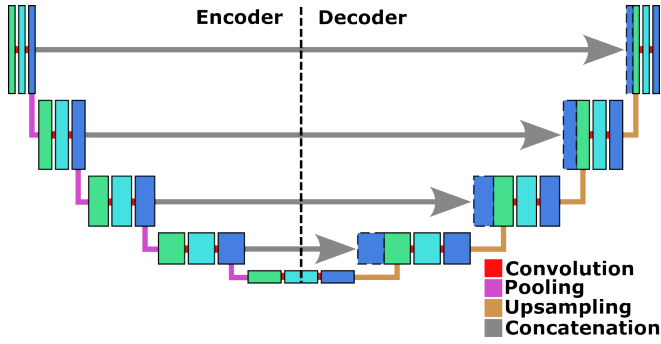 Encoder
Decoder
Convolution
Pooling
Upsampling
Concatenation